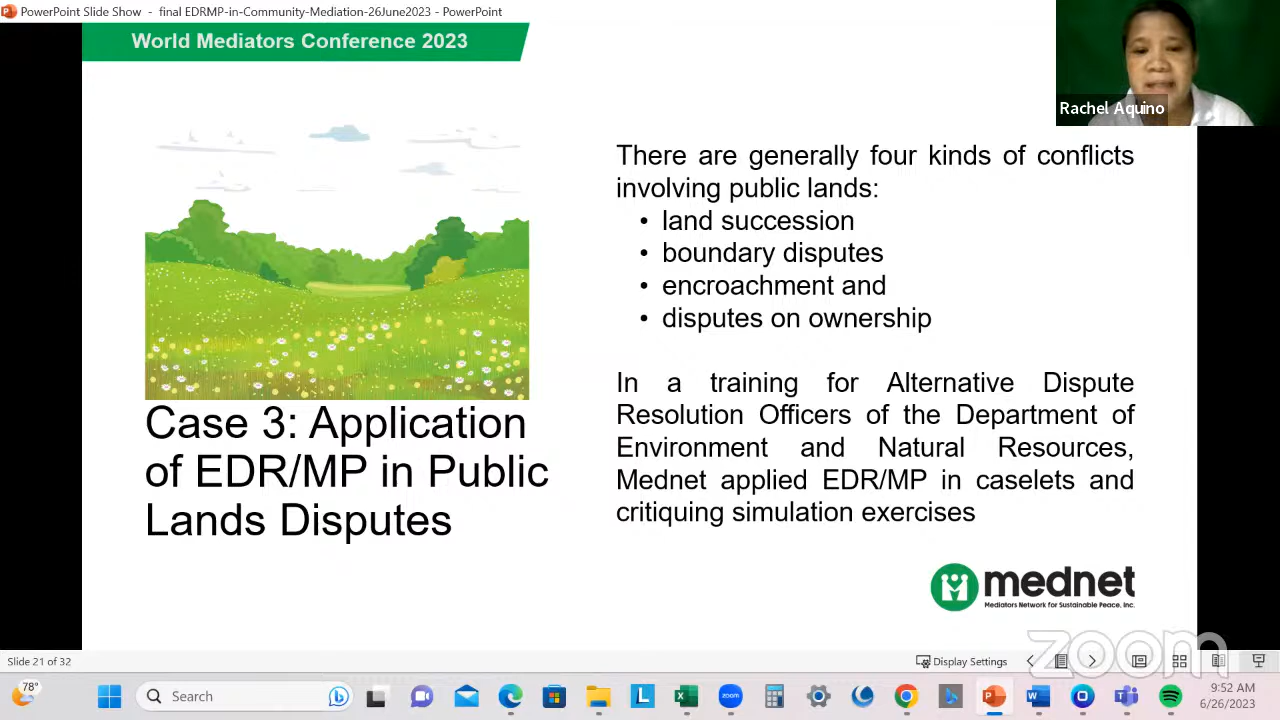 PowerPoint Slide Show - final EDRMP-in-Community-Mediation-26June2023 - PowerPoint
World Mediators Conference 2023
Rachel Aquino
There are generally four kinds of conflicts
involving public lands:
• land succession
• boundary disputes
• encroachment and
• disputes on ownership
In a training for Alternative Dispute
Resolution Officers of the Department of
Environment and Natural Resources,
Mednet applied EDR/MP in caselets and
critiquing simulation exercises
Case 3: Application
of EDR/MP in Public
Lands Disputes
mednet
Mediators Network for Sustainable Peace, Inc.
zoom
Slide 21 of 32
Display Settings
78°
Search
zoom
9:52 AM
6/26/2023